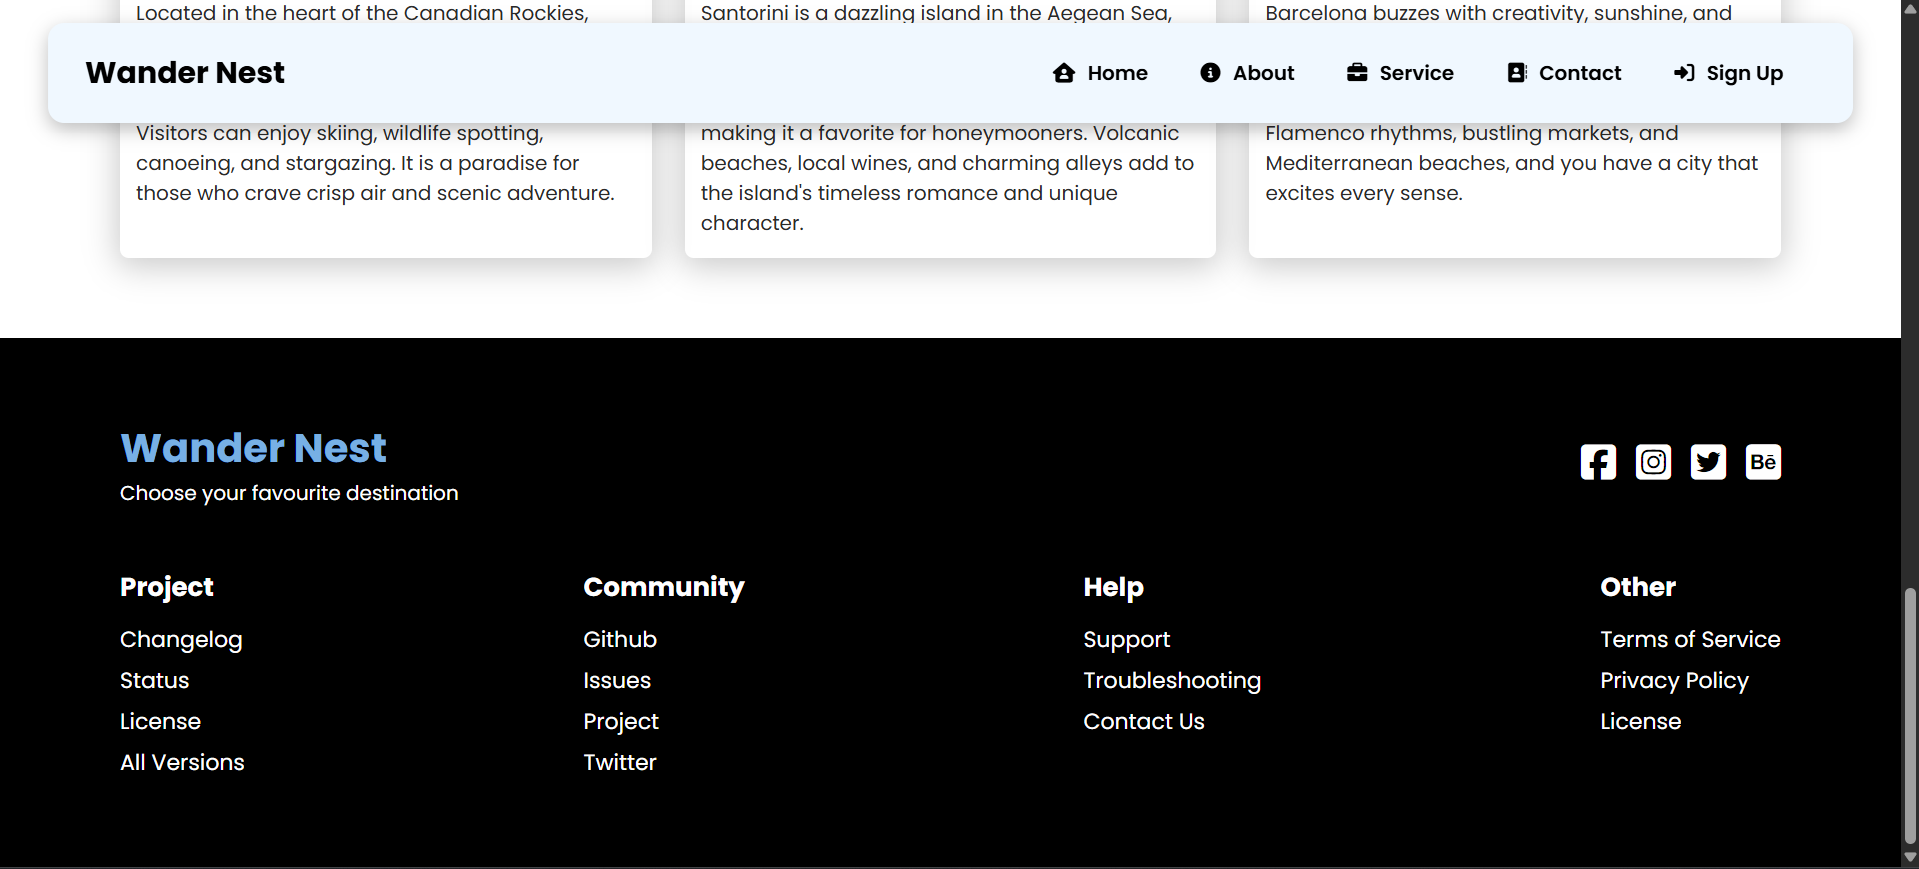 Located in the heart of the Canadian Rockies,
Santorini is a dazzling island in the Aegean Sea,
Barcelona buzzes with creativity, sunshine, and
Wander Nest
Home
About
Service
Contact
Sign Up
Visitors can enjoy skiing, wildlife spotting,
canoeing, and stargazing. It is a paradise for
those who crave crisp air and scenic adventure.
making it a favorite for honeymooners. Volcanic
beaches, local wines, and charming alleys add to
the island's timeless romance and unique
character.
Flamenco rhythms, bustling markets, and
Mediterranean beaches, and you have a city that
excites every sense.
Wander Nest
Choose your favourite destination
Bē
Project
Changelog
Status
License
All Versions
Community
Github
Issues
Project
Twitter
Help
Support
Troubleshooting
Contact Us
Other
Terms of Service
Privacy Policy
License